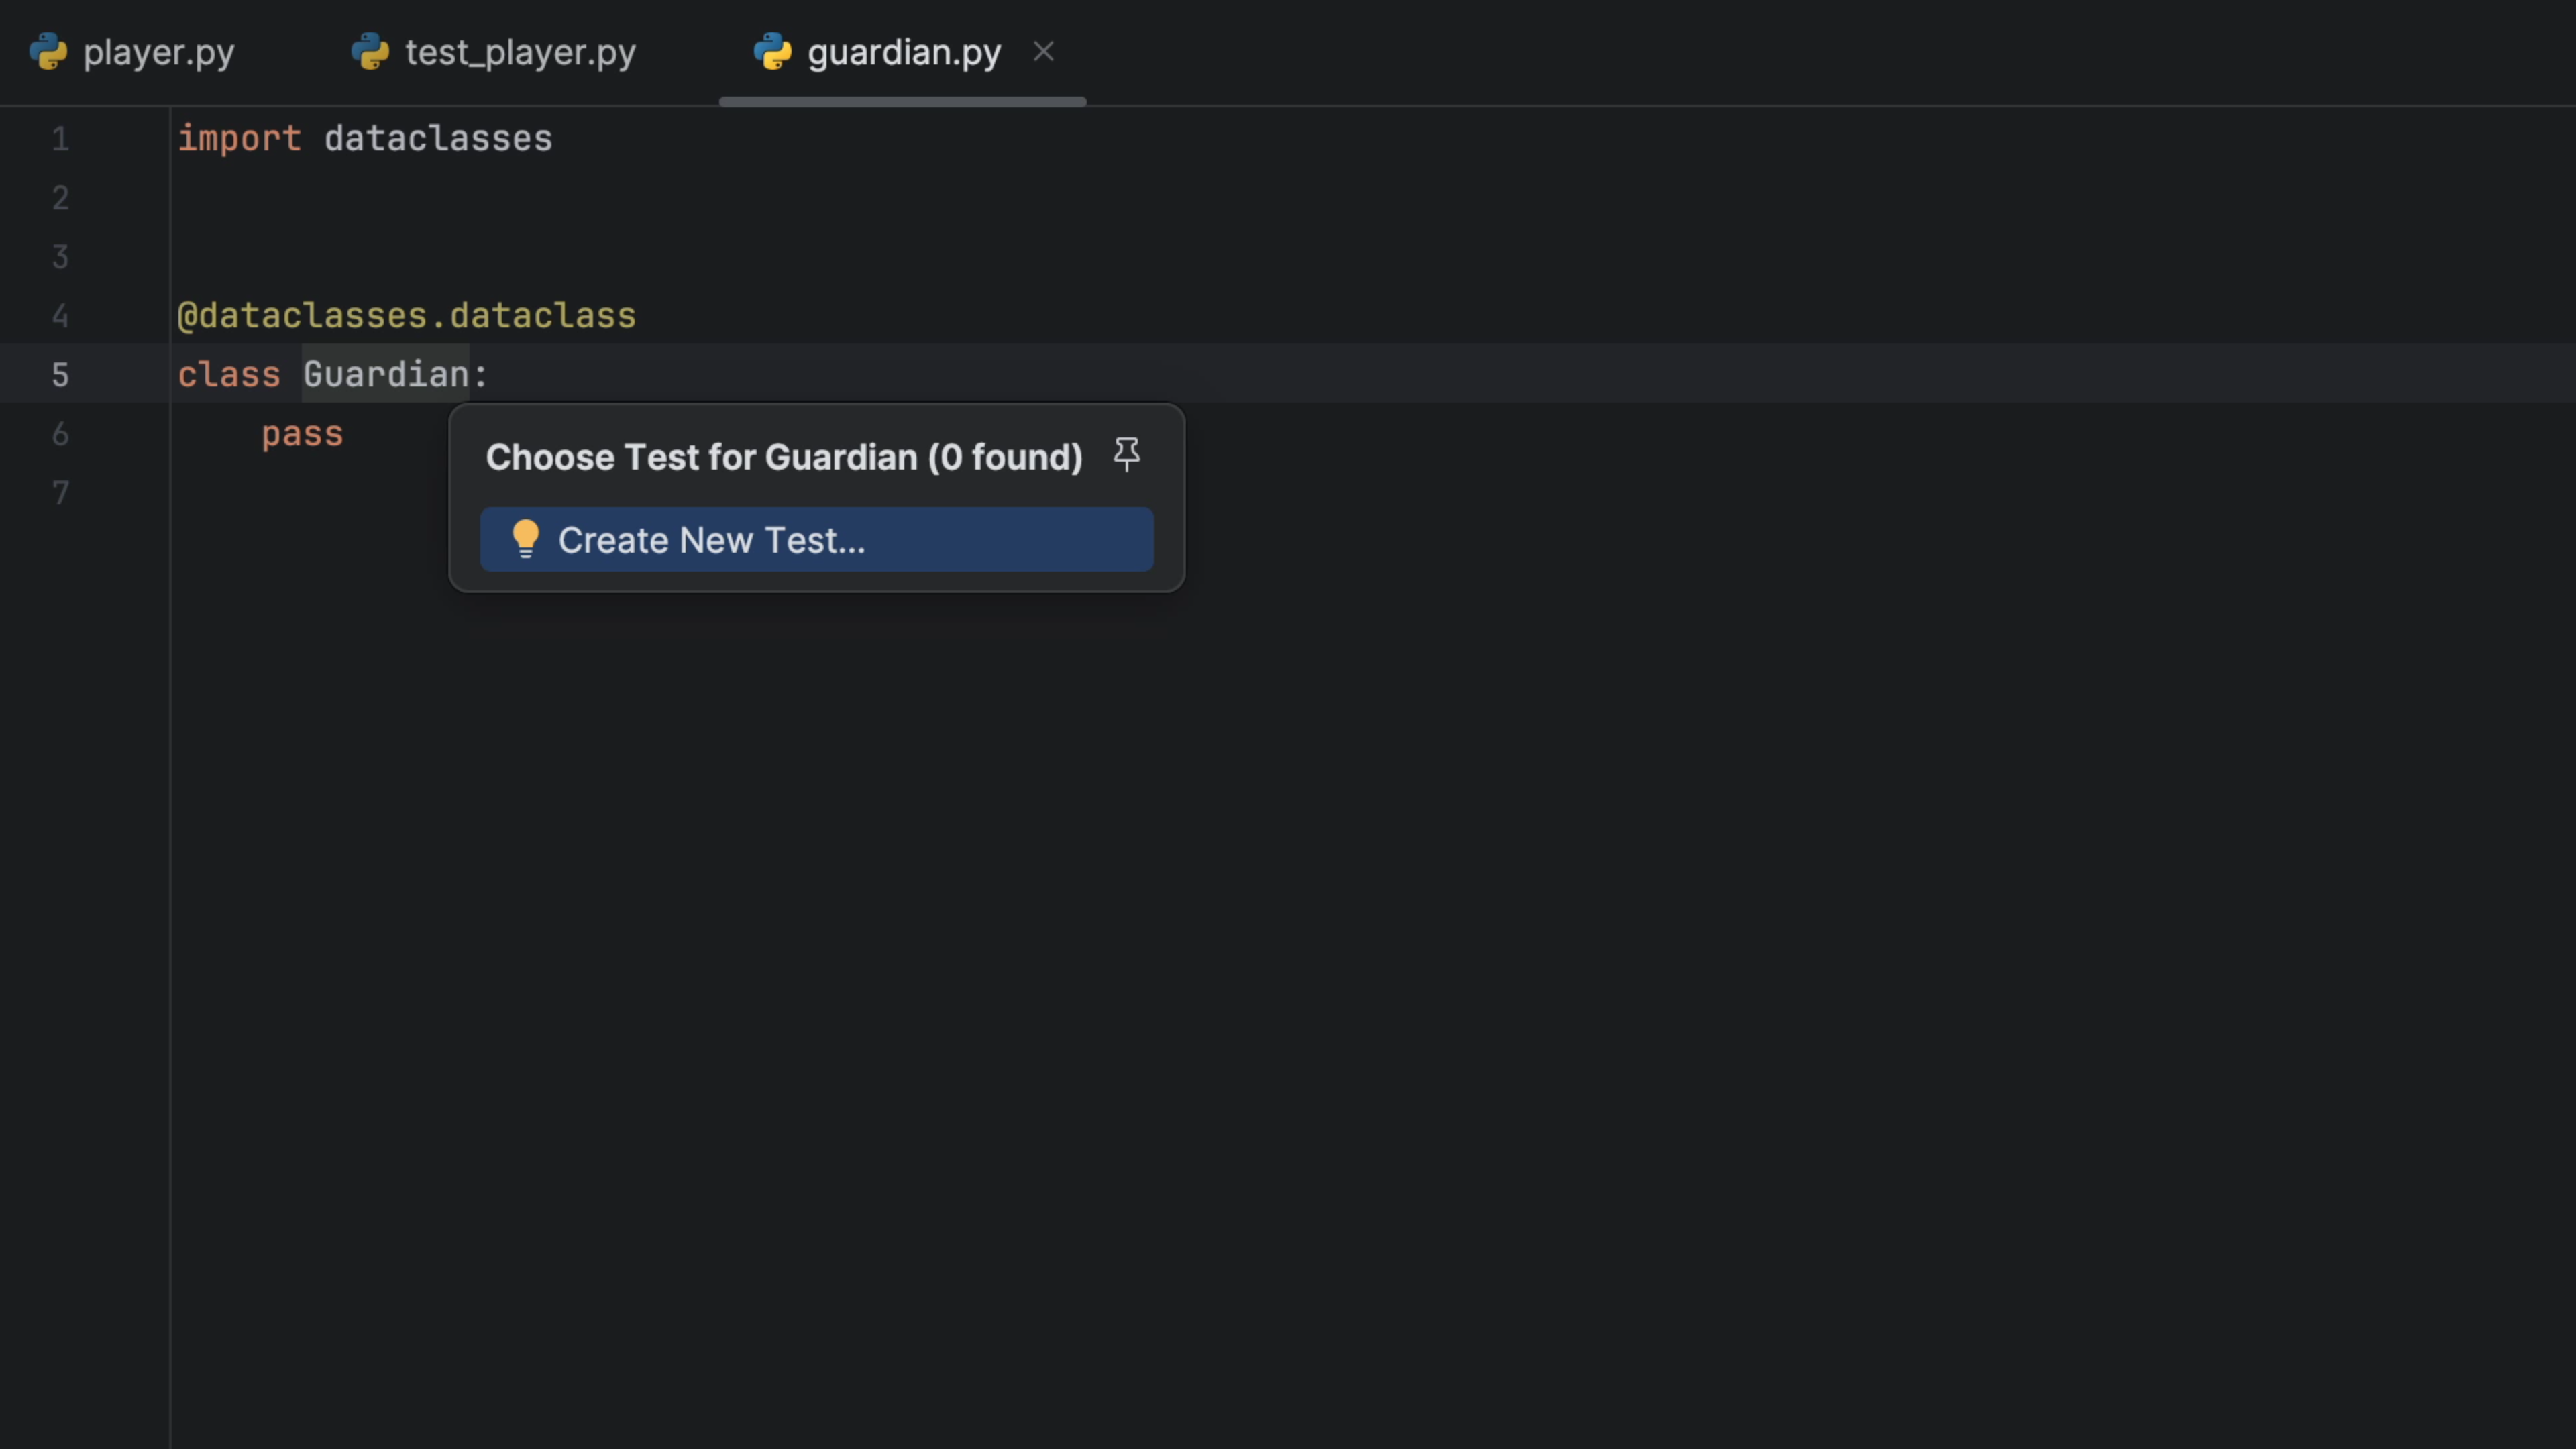 player.py
test_player.py
guardian.py
1 import dataclasses
2
3
4 @dataclasses.dataclass
5 class Guardian:
6     pass
7
Choose Test for Guardian (0 found)
Create New Test...